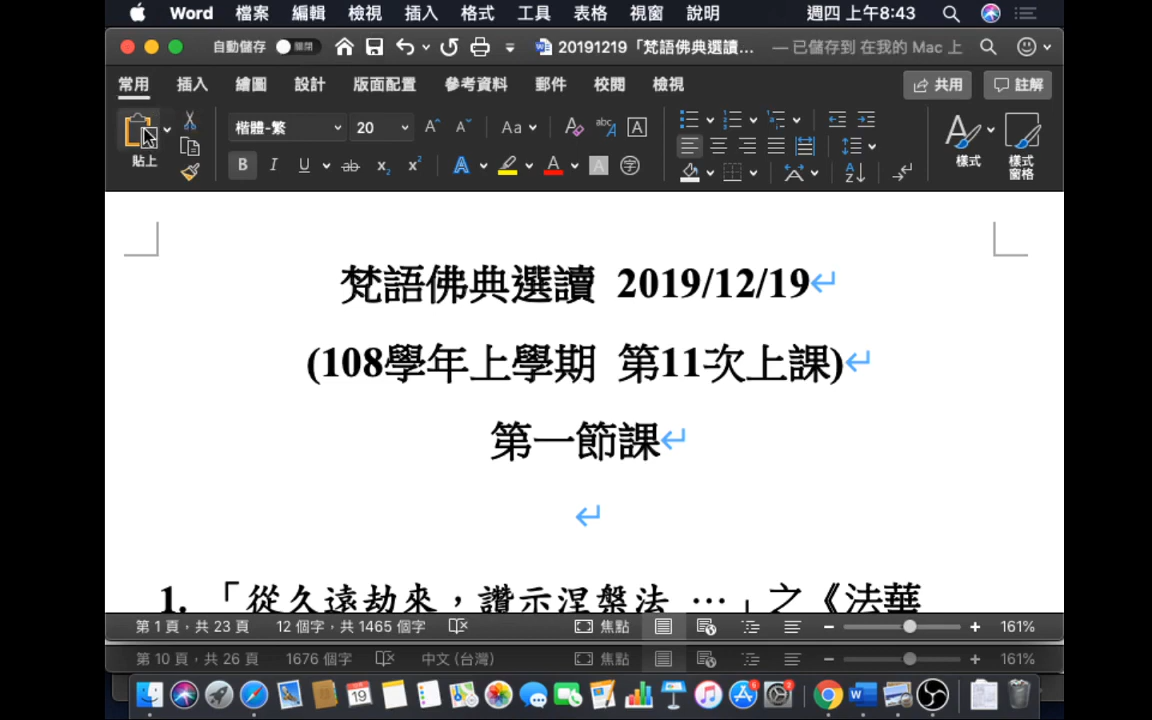 Word 檔案 編輯 檢視 插入 格式 工具 表格 視窗 說明 週四 上午8:43
自動儲存 關閉 20191219「梵語佛典選讀... — 已儲存到 在我的 Mac 上
常用 插入 繪圖 設計 版面配置 參考資料 郵件 校閱 檢視 共用 註解
貼上 楷體-繁 20 Aa 樣式 樣式窗格
梵語佛典選讀 2019/12/19
(108學年上學期 第11次上課)
第一節課
1. 「從久遠劫來，讚示涅槃法 …」之《法華
第 1 頁，共 23 頁 12 個字，共 1465 個字 焦點 161%
第 10 頁，共 26 頁 1676 個字 中文 (台灣) 焦點 161%
19